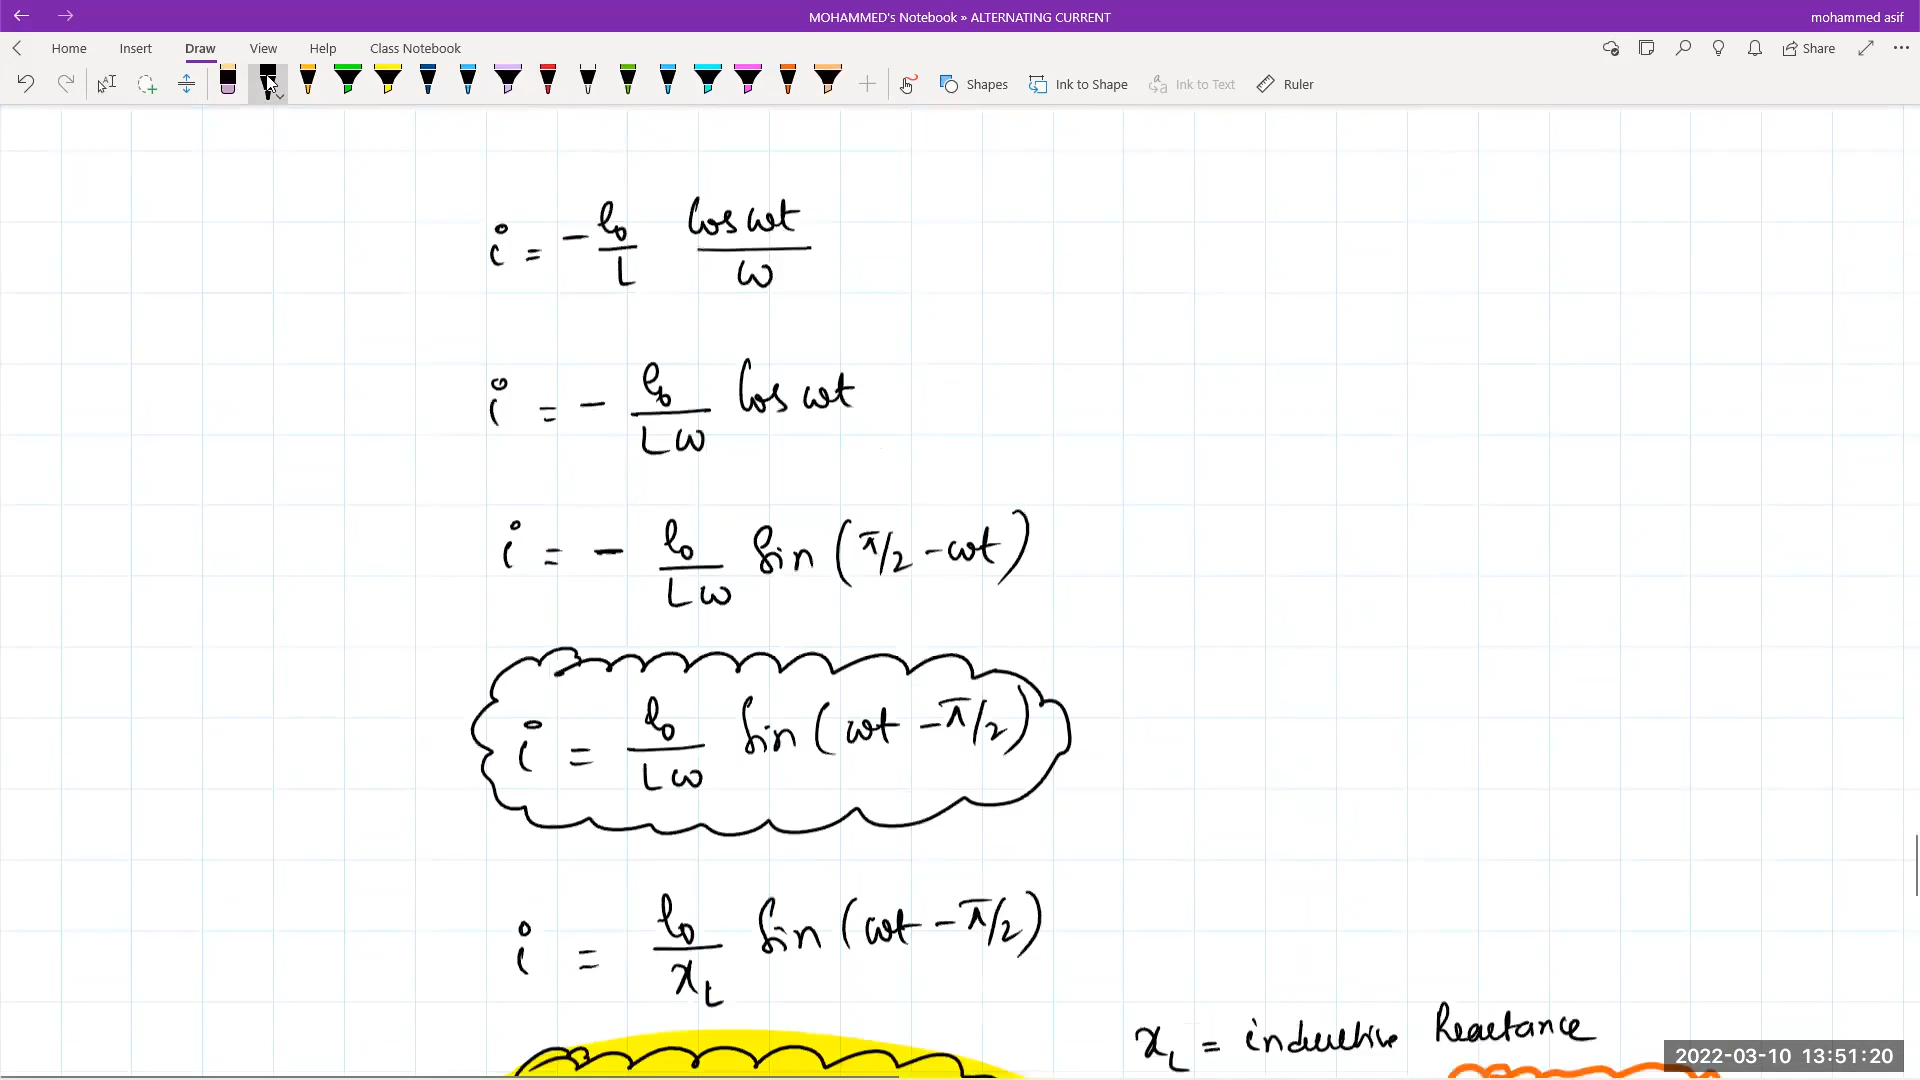 MOHAMMED's Notebook » ALTERNATING CURRENT
mohammed asif
Home Insert Draw View Help Class Notebook
Share
Shapes Ink to Shape Ink to Text Ruler
i = - e₀/L cos ωt/ω
i = - e₀/Lω cos ωt
i = - e₀/Lω sin (π/2 - ωt)
i = e₀/Lω sin (ωt - π/2)
i = e₀/x_L sin (ωt - π/2)
x_L = inductive Reactance
2022-03-10 13:51:20